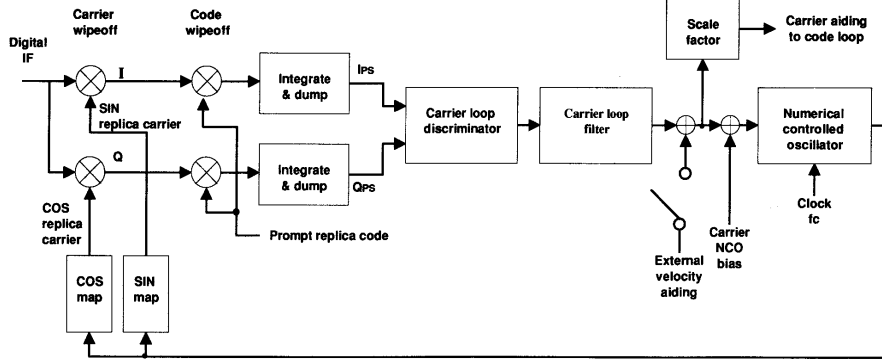 Carrier
wipeoff
Code
wipeoff
Digital
IF
I
Integrate
& dump
IPS
Scale
factor
Carrier aiding
to code loop
SIN
replica carrier
Carrier loop
discriminator
Carrier loop
filter
Numerical
controlled
oscillator
Q
Integrate
& dump
QPS
COS
replica
carrier
Prompt replica code
Clock
fc
Carrier
NCO
bias
External
velocity
aiding
COS
map
SIN
map